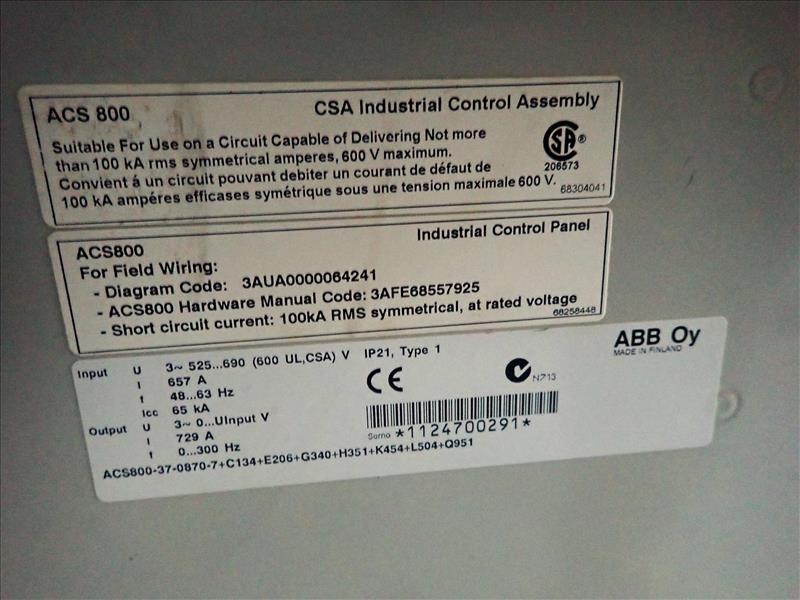 ACS 800 CSA Industrial Control Assembly
Suitable For Use on a Circuit Capable of Delivering Not more
than 100 kA rms symmetrical amperes, 600 V maximum.
Convient á un circuit pouvant debiter un courant de défaut de
100 kA ampéres efficases symétrique sous une tension maximale 600 V.
SA ®
206573
68304041
ACS800 Industrial Control Panel
For Field Wiring:
- Diagram Code: 3AUA0000064241
- ACS800 Hardware Manual Code: 3AFE68557925
- Short circuit current: 100kA RMS symmetrical, at rated voltage
68258448
Input U 3~ 525...690 (600 UL,CSA) V IP21, Type 1
I 657 A
f 48...63 Hz
Icc 65 kA
Output U 3~ 0...UInput V
I 729 A
f 0...300 Hz
ACS800-37-0870-7+C134+E206+G340+H351+K454+L504+Q951
CE
N713
Serno *1124700291*
ABB Oy
MADE IN FINLAND